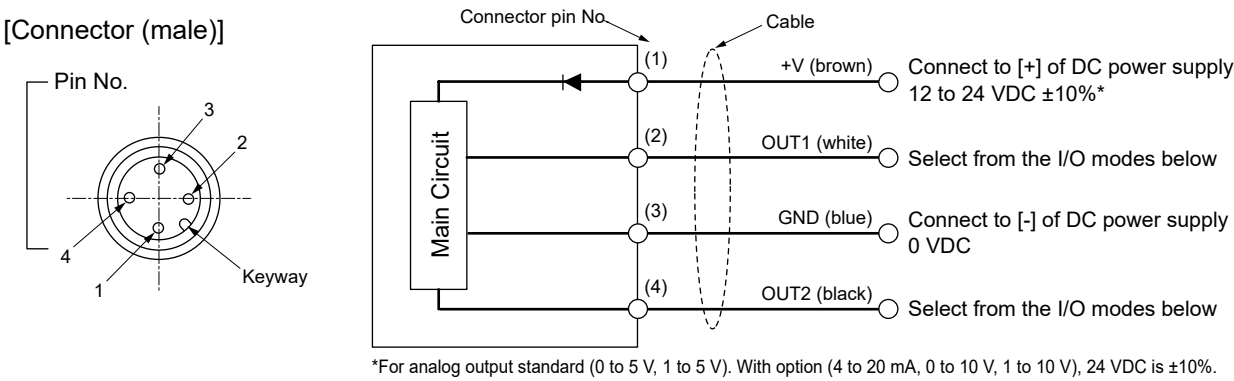 [Connector (male)]
Pin No.
3
2
4
1
Keyway
Connector pin No.
Cable
Main Circuit
(1)
+V (brown)
Connect to [+] of DC power supply
12 to 24 VDC ±10%*
(2)
OUT1 (white)
Select from the I/O modes below
(3)
GND (blue)
Connect to [-] of DC power supply
0 VDC
(4)
OUT2 (black)
Select from the I/O modes below
*For analog output standard (0 to 5 V, 1 to 5 V). With option (4 to 20 mA, 0 to 10 V, 1 to 10 V), 24 VDC is ±10%.